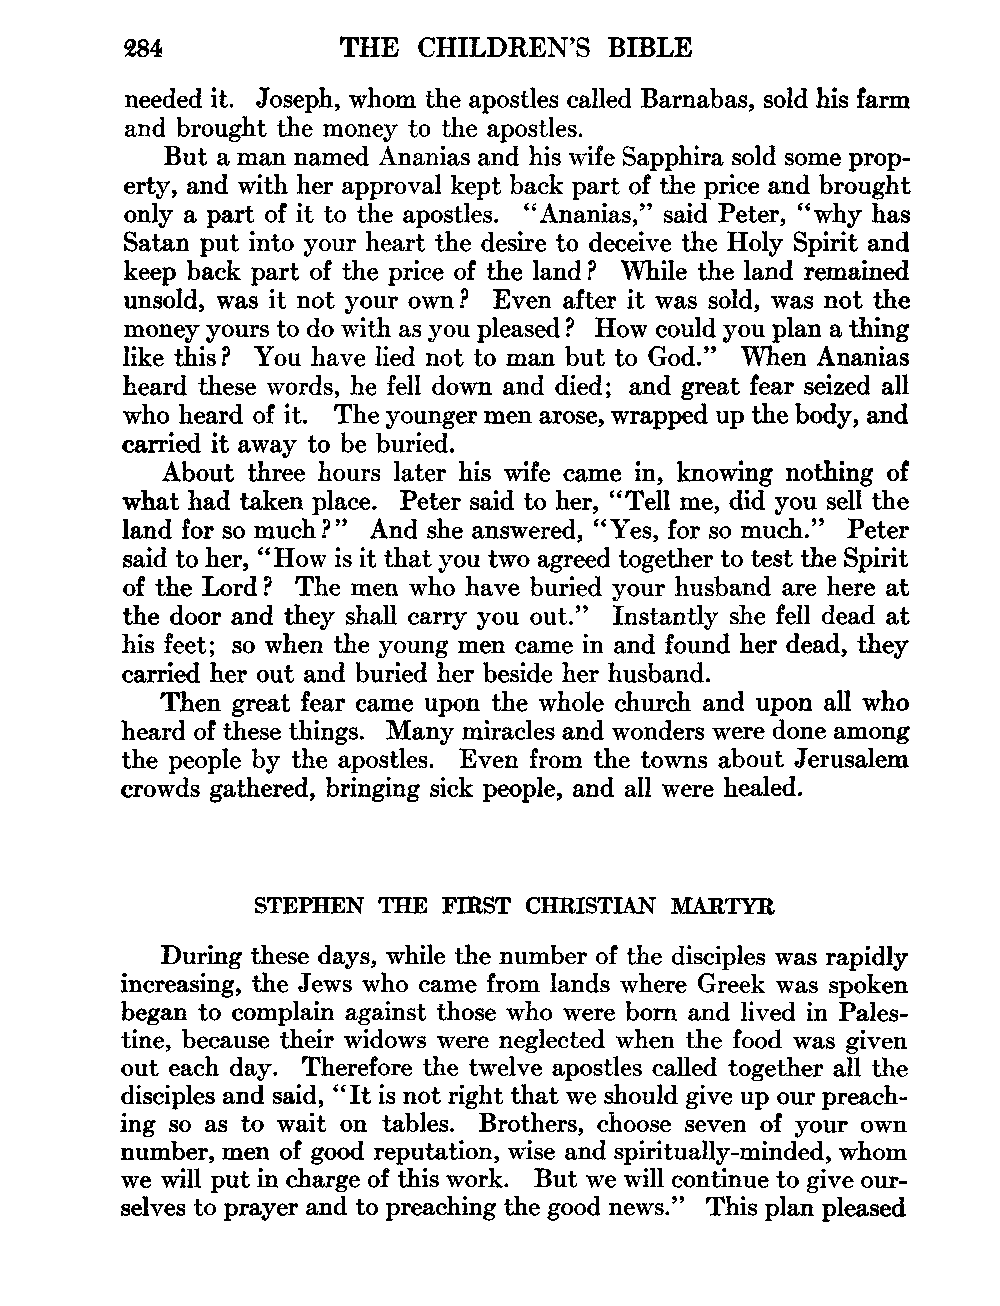 284 THE CHILDREN'S BIBLE
needed it. Joseph, whom the apostles called Barnabas, sold his farm
and brought the money to the apostles.
But a man named Ananias and his wife Sapphira sold some prop-
erty, and with her approval kept back part of the price and brought
only a part of it to the apostles. "Ananias," said Peter, "why has
Satan put into your heart the desire to deceive the Holy Spirit and
keep back part of the price of the land? While the land remained
unsold, was it not your own? Even after it was sold, was not the
money yours to do with as you pleased? How could you plan a thing
like this? You have lied not to man but to God." When Ananias
heard these words, he fell down and died; and great fear seized all
who heard of it. The younger men arose, wrapped up the body, and
carried it away to be buried.
About three hours later his wife came in, knowing nothing of
what had taken place. Peter said to her, "Tell me, did you sell the
land for so much?" And she answered, "Yes, for so much." Peter
said to her, "How is it that you two agreed together to test the Spirit
of the Lord? The men who have buried your husband are here at
the door and they shall carry you out." Instantly she fell dead at
his feet; so when the young men came in and found her dead, they
carried her out and buried her beside her husband.
Then great fear came upon the whole church and upon all who
heard of these things. Many miracles and wonders were done among
the people by the apostles. Even from the towns about Jerusalem
crowds gathered, bringing sick people, and all were healed.
STEPHEN THE FIRST CHRISTIAN MARTYR
During these days, while the number of the disciples was rapidly
increasing, the Jews who came from lands where Greek was spoken
began to complain against those who were born and lived in Pales-
tine, because their widows were neglected when the food was given
out each day. Therefore the twelve apostles called together all the
disciples and said, "It is not right that we should give up our preach-
ing so as to wait on tables. Brothers, choose seven of your own
number, men of good reputation, wise and spiritually-minded, whom
we will put in charge of this work. But we will continue to give our-
selves to prayer and to preaching the good news." This plan pleased